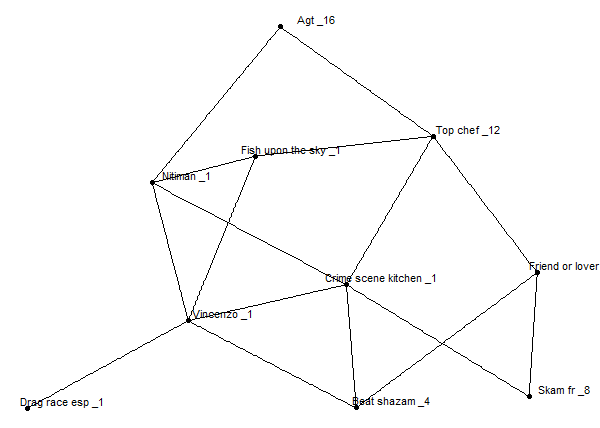 Agt _16
Top chef _12
Fish upon the sky _1
Nitiman _1
Friend or lover
Crime scene kitchen _1
Vincenzo _1
Skam fr _8
Beat shazam _4
Drag race esp _1